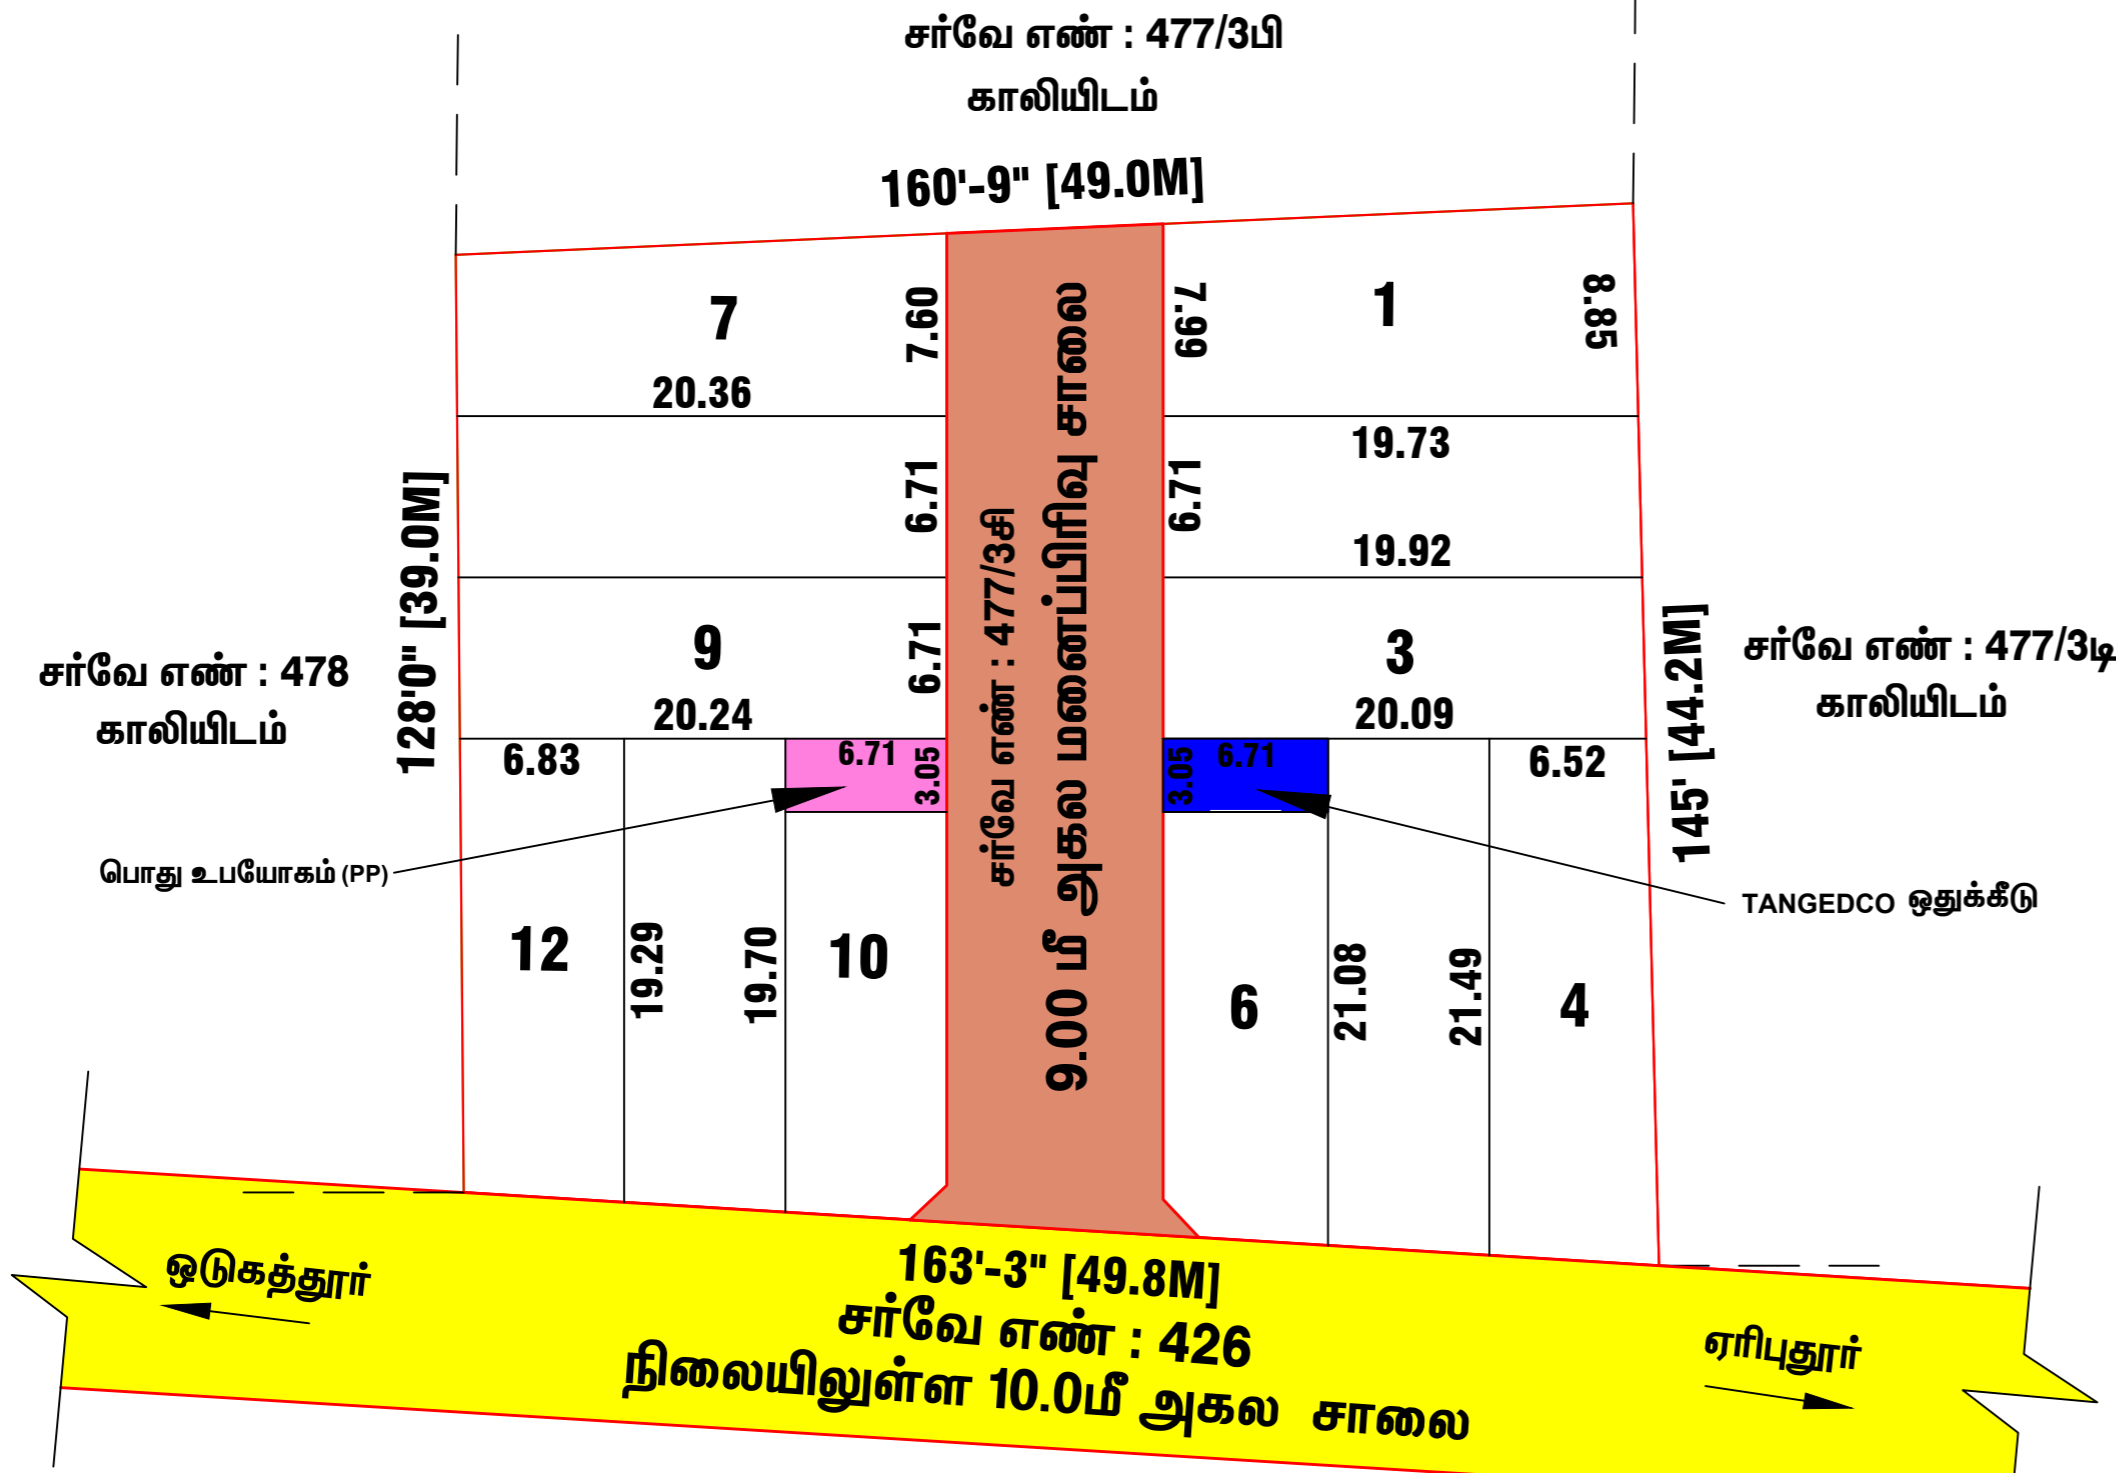 சர்வே எண் : 477/3பி
காலியிடம்
160'-9" [49.0M]
7
7.60
20.36
7.99
1
8.85
19.73
6.71
6.71
19.92
128'0" [39.0M]
சர்வே எண் : 478
காலியிடம்
9
6.71
20.24
சர்வே எண் : 477/3சி
9.00 மீ அகல மனைப்பிரிவு சாலை
3
20.09
145' [44.2M]
சர்வே எண் : 477/3டி
காலியிடம்
6.83
6.71
3.05
3.05
6.71
6.52
பொது உபயோகம் (PP)
TANGEDCO ஒதுக்கீடு
12
19.29
19.70
10
6
21.08
21.49
4
ஒடுகத்தூர்
163'-3" [49.8M]
சர்வே எண் : 426
நிலையிலுள்ள 10.0மீ அகல சாலை
ஏரிபுதூர்